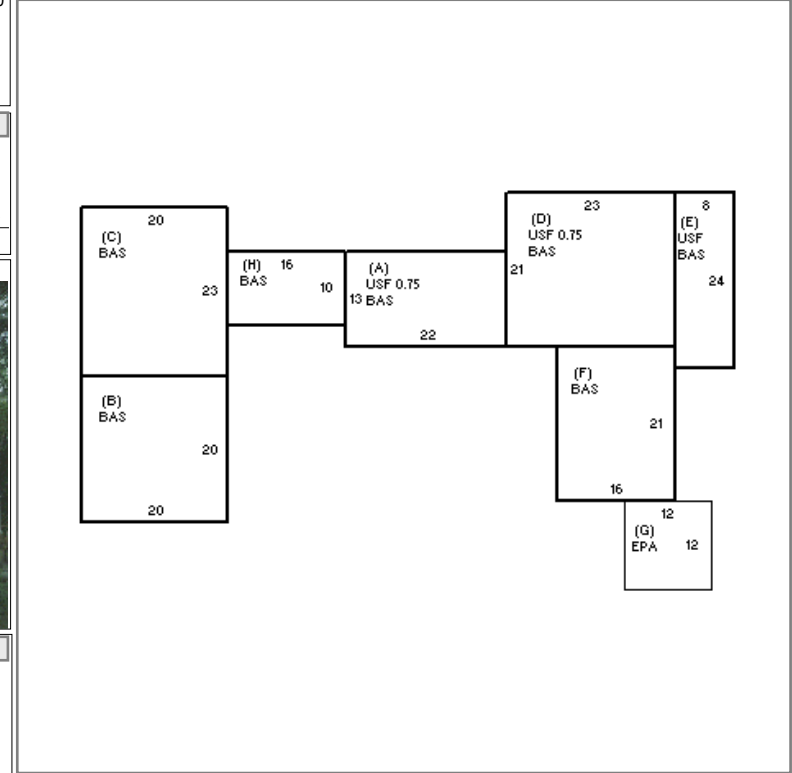 20
(C)
BAS
23
(B)
BAS
20
20
(H)
BAS
16
10
(A)
USF 0.75
BAS
13
22
23
(D)
USF 0.75
BAS
21
8
(E)
USF
BAS
24
(F)
BAS
21
16
12
(G)
EPA
12